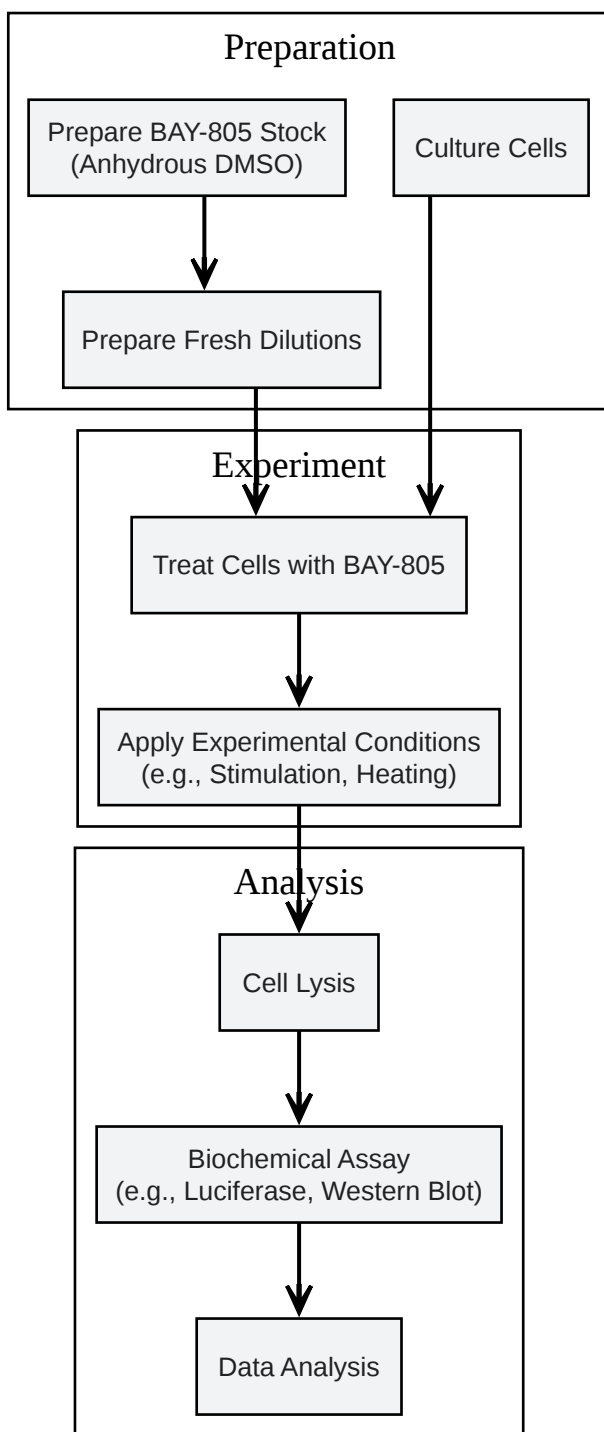 Preparation
Prepare BAY-805 Stock
(Anhydrous DMSO)
Culture Cells
Prepare Fresh Dilutions
Experiment
Treat Cells with BAY-805
Apply Experimental Conditions
(e.g., Stimulation, Heating)
Analysis
Cell Lysis
Biochemical Assay
(e.g., Luciferase, Western Blot)
Data Analysis